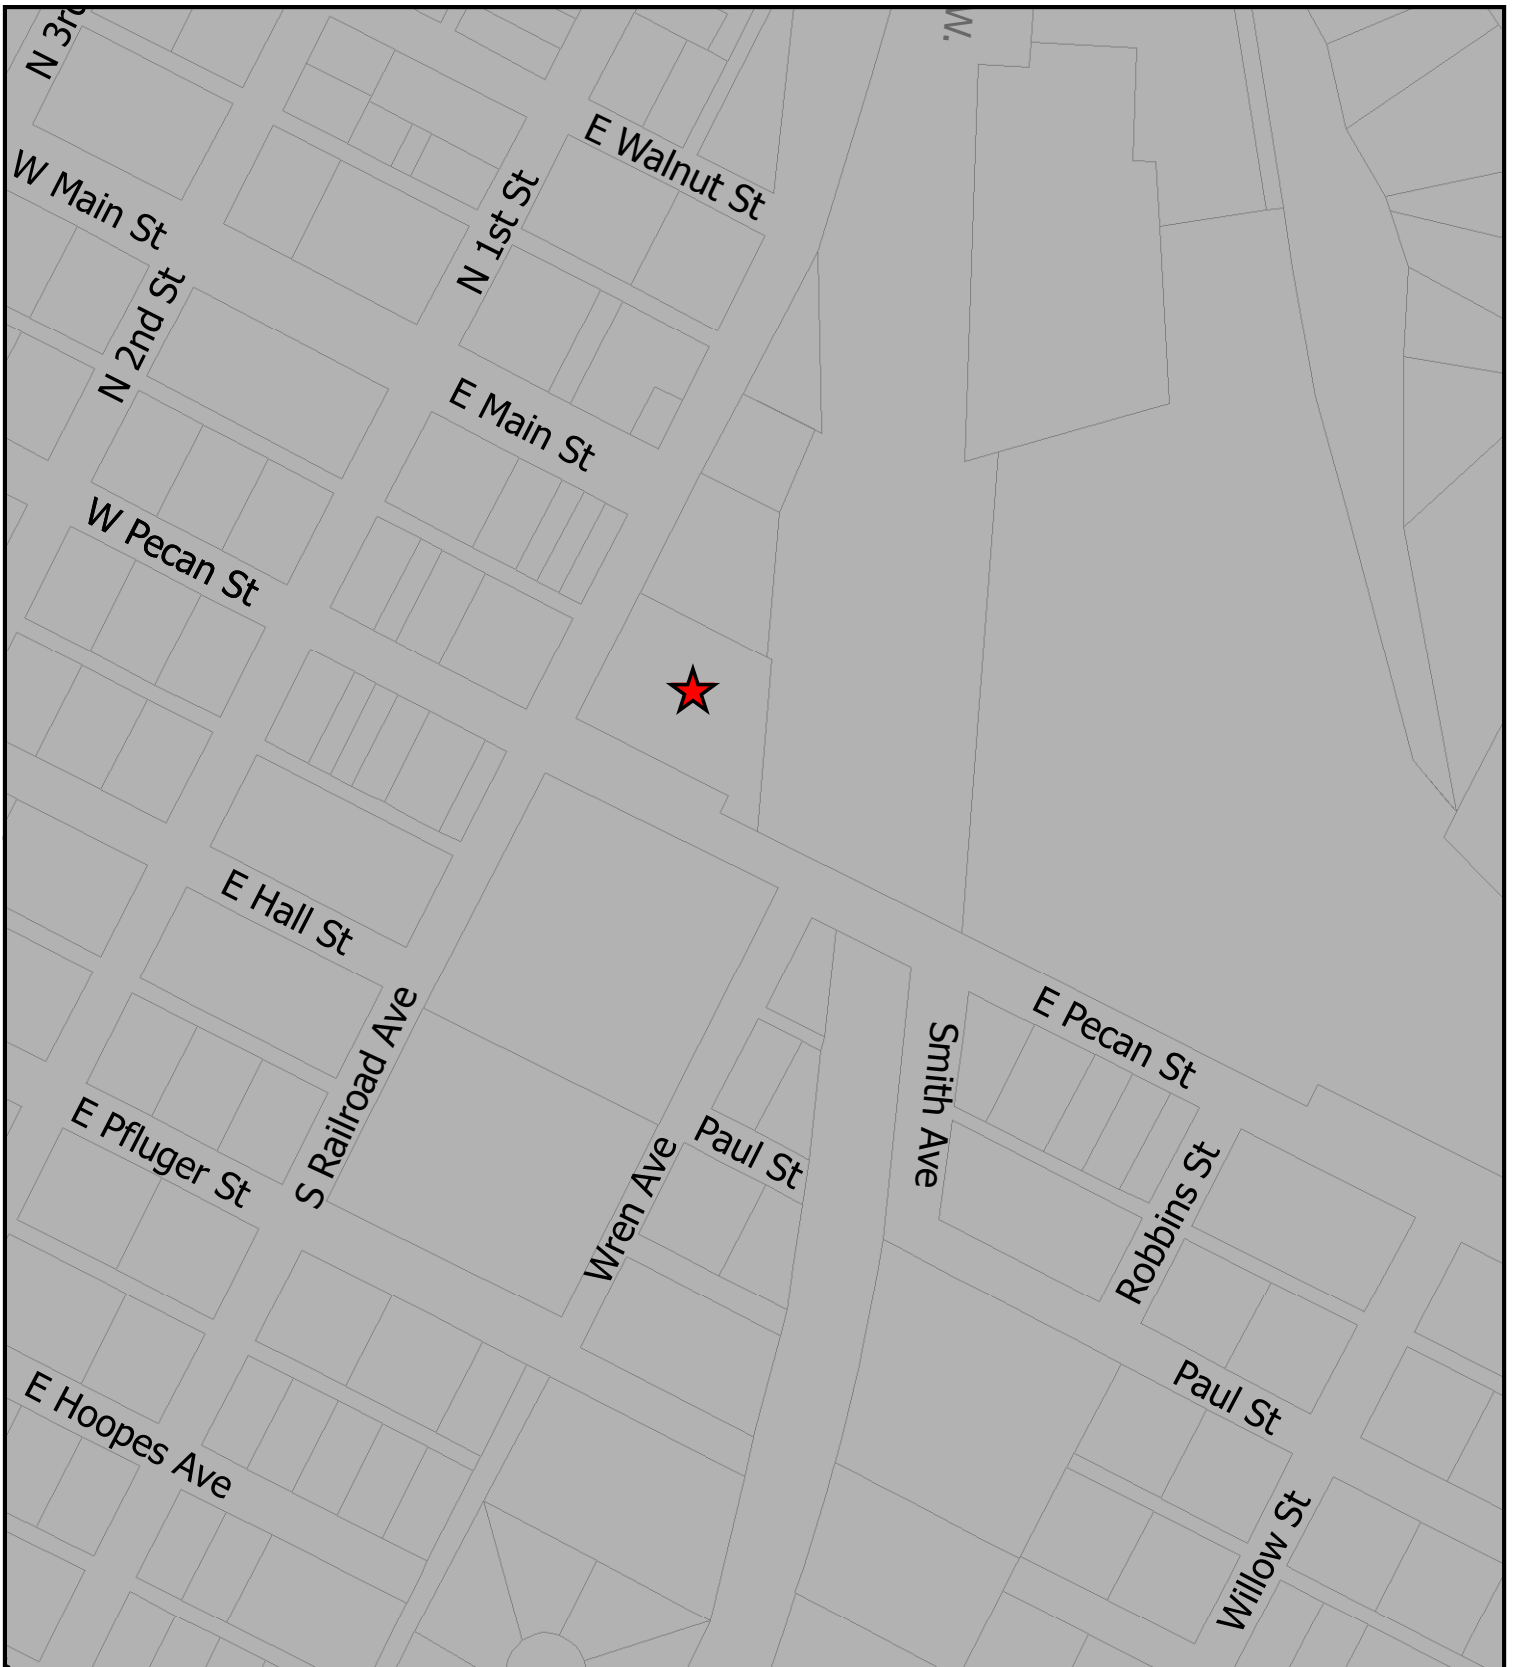 N 3rd
W.
E Walnut St
W Main St
N 1st St
N 2nd St
E Main St
W Pecan St
E Hall St
S Railroad Ave
E Pecan St
Smith Ave
E Pfluger St
Paul St
Wren Ave
Robbins St
Paul St
E Hoopes Ave
Willow St